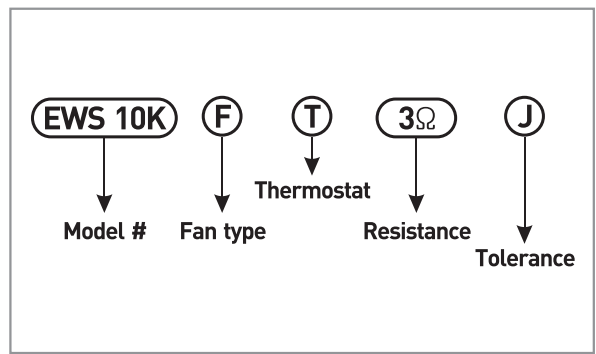 EWS 10K F T 3Ω J
Thermostat
Model # Fan type Resistance
Tolerance